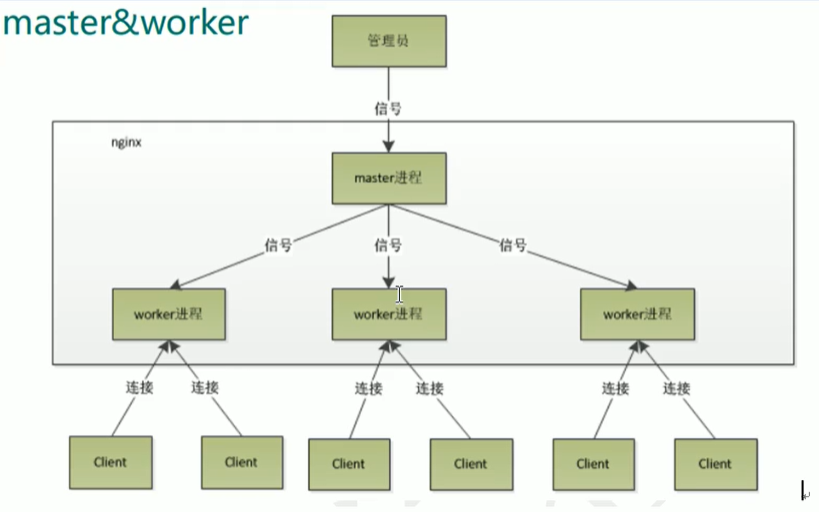 master&worker
管理员
信号
nginx
master进程
信号 信号 信号
worker进程 worker进程 worker进程
连接 连接 连接 连接 连接 连接
Client Client Client Client Client Client